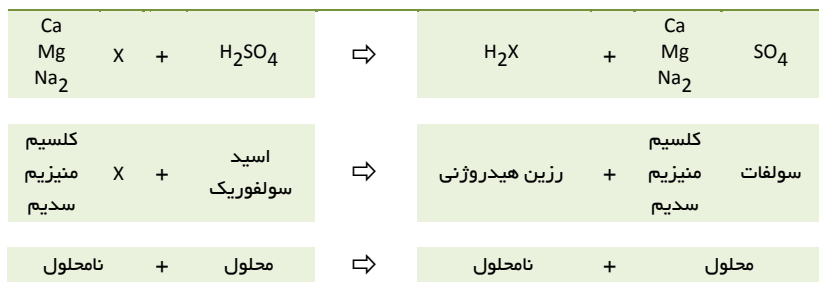 Ca Mg Na₂ X + H₂SO₄ ⇨ H₂X + Ca Mg Na₂ SO₄
کلسیم منیزیم سدیم X + اسید سولفوریک ⇨ رزین هیدروژنی + کلسیم منیزیم سدیم سولفات
نامحلول + محلول ⇨ نامحلول + محلول